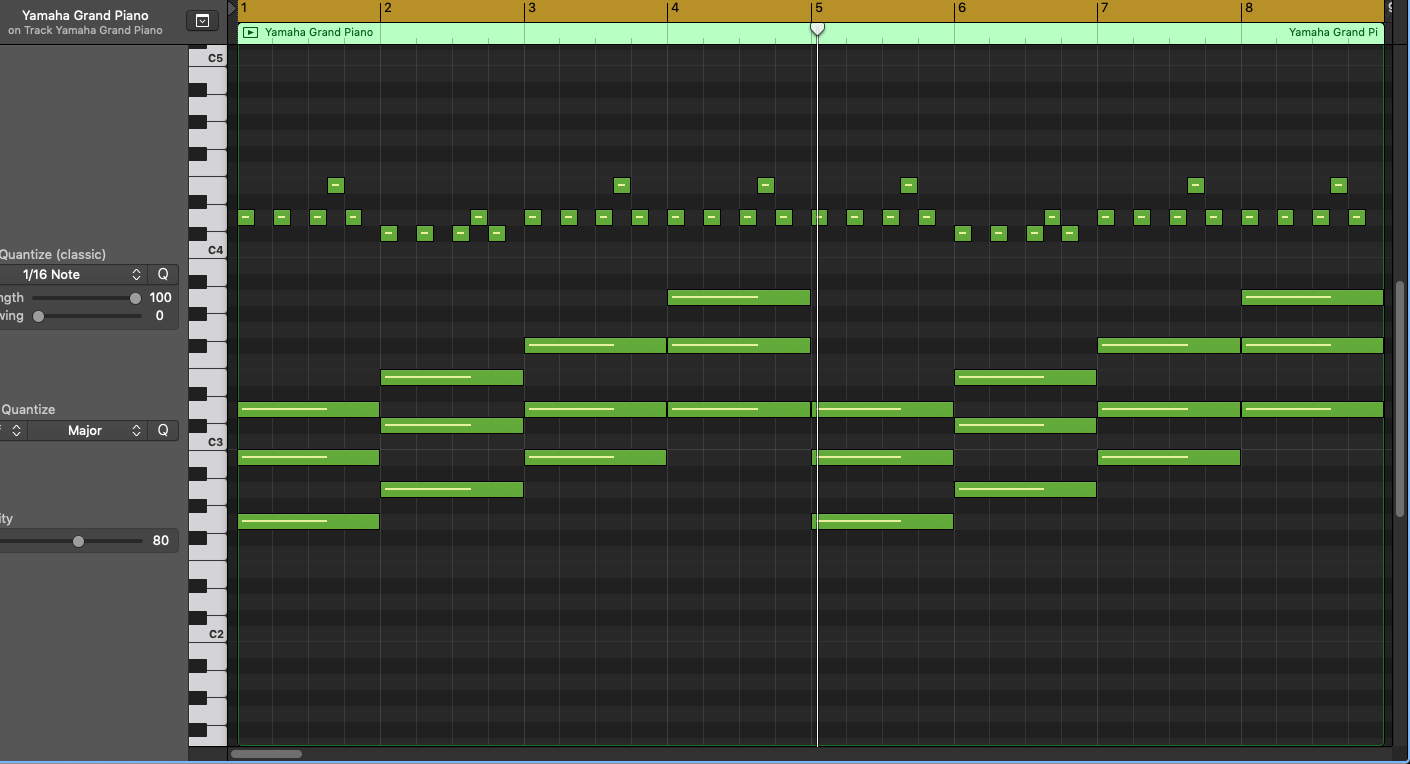 Yamaha Grand Piano
on Track Yamaha Grand Piano
1 2 3 4 5 6 7 8 9
Yamaha Grand Piano
Yamaha Grand Pi
C5
C4
Quantize (classic)
1/16 Note
Q
ngth
100
wing
0
Quantize
Major
Q
C3
ity
80
C2